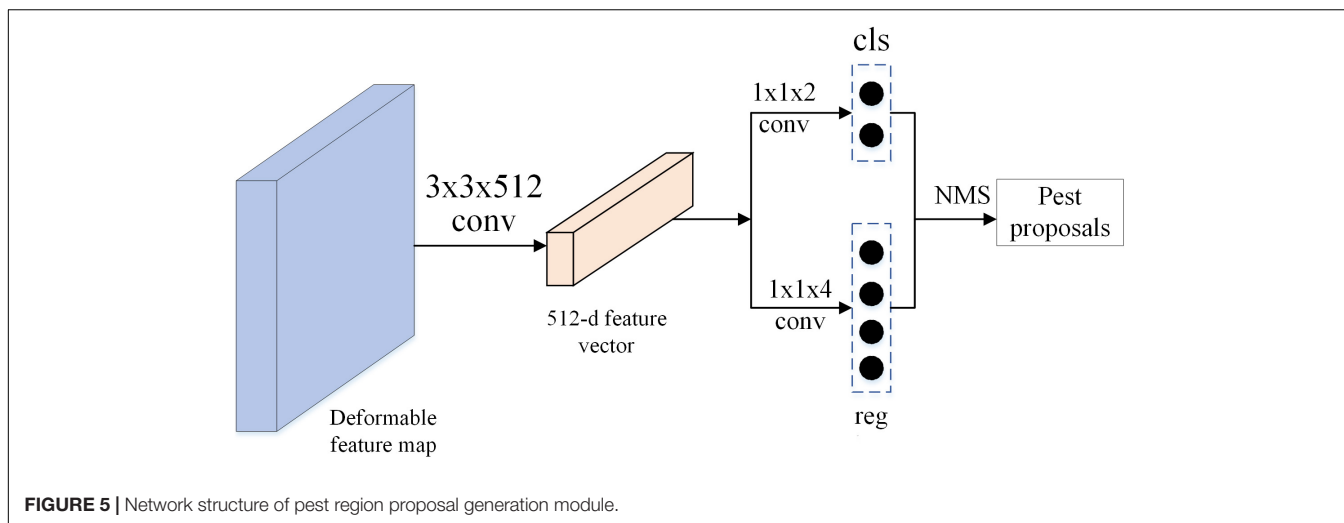 Deformable
feature map
3x3x512
conv
512-d feature
vector
1x1x2
conv
cls
1x1x4
conv
reg
NMS
Pest
proposals
FIGURE 5 | Network structure of pest region proposal generation module.